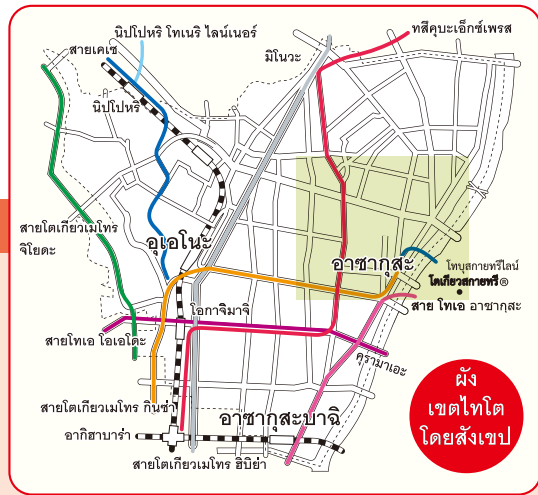 นิปโปหริ โทเนริ ไลน์เนอร์
ทสึคุบะเอ็กซ์เพรส
สายเคเซ
มิโนวะ
นิปโปหริ
สายโตเกียวเมโทร
จิโยดะ
อุเอโนะ
อาซากุสะ
โทบุสกายทรีไลน์
โตเกียวสกายทรี®
สาย โทเอ อาซากุสะ
โอกาจิมาจิ
สายโทเอ โอเอโดะ
คุรามาเอะ
สายโตเกียวเมโทร กินซ่า
อาซากุสะบาฉิ
อากิฮาบาร่า
สายโตเกียวเมโทร ฮิบิย่า
ผัง
เขตไทโต
โดยสังเขป